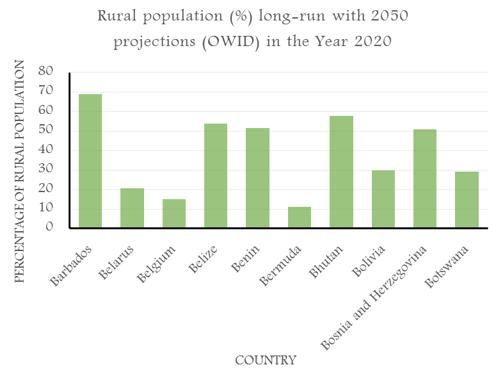 Rural population (%) long-run with 2050
projections (OWID) in the Year 2020
PERCENTAGE OF RURAL POPULATION
80
70
60
50
40
30
20
10
0
Barbados
Belarus
Belgium
Belize
Benin
Bermuda
Bhutan
Bolivia
Bosnia and Herzegovina
Botswana
COUNTRY